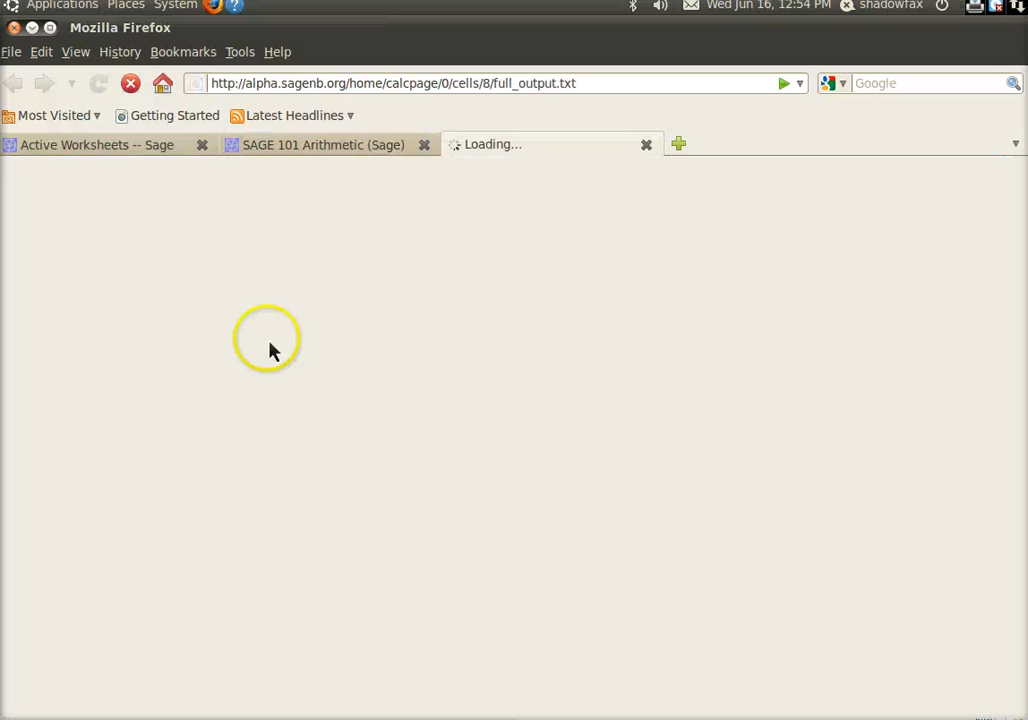 Applications Places System ? Wed Jun 16, 12:54 PM shadowfax
Mozilla Firefox
File Edit View History Bookmarks Tools Help
http://alpha.sagenb.org/home/calcpage/0/cells/8/full_output.txt Google
Most Visited Getting Started Latest Headlines
Active Worksheets -- Sage SAGE 101 Arithmetic (Sage) Loading...